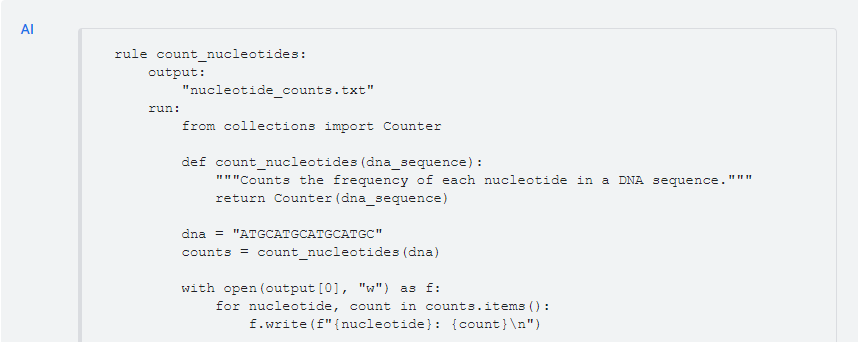 AI
rule count_nucleotides:
    output:
        "nucleotide_counts.txt"
    run:
        from collections import Counter

        def count_nucleotides(dna_sequence):
            """Counts the frequency of each nucleotide in a DNA sequence."""
            return Counter(dna_sequence)

        dna = "ATGCATGCATGCATGC"
        counts = count_nucleotides(dna)

        with open(output[0], "w") as f:
            for nucleotide, count in counts.items():
                f.write(f"{nucleotide}: {count}\n")